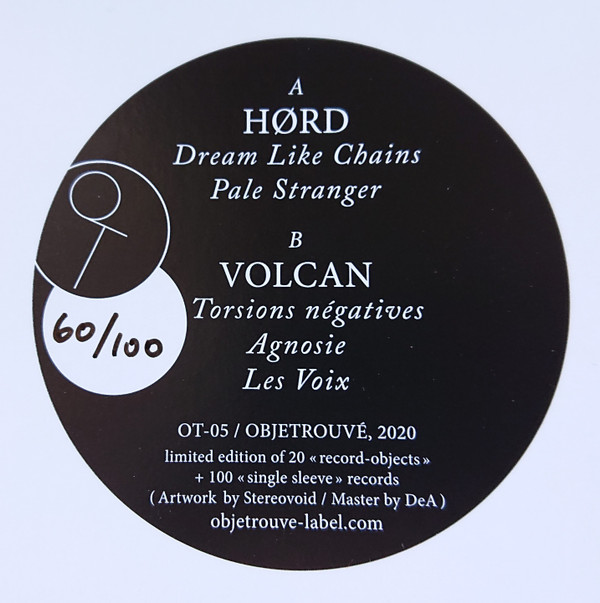 A
HØRD
Dream Like Chains
Pale Stranger
B
VOLCAN
Torsions négatives
Agnosie
Les Voix
60/100
OT-05 / OBJETROUVÉ, 2020
limited edition of 20 « record-objects »
+ 100 « single sleeve » records
( Artwork by Stereovoid / Master by DeA )
objetrouve-label.com